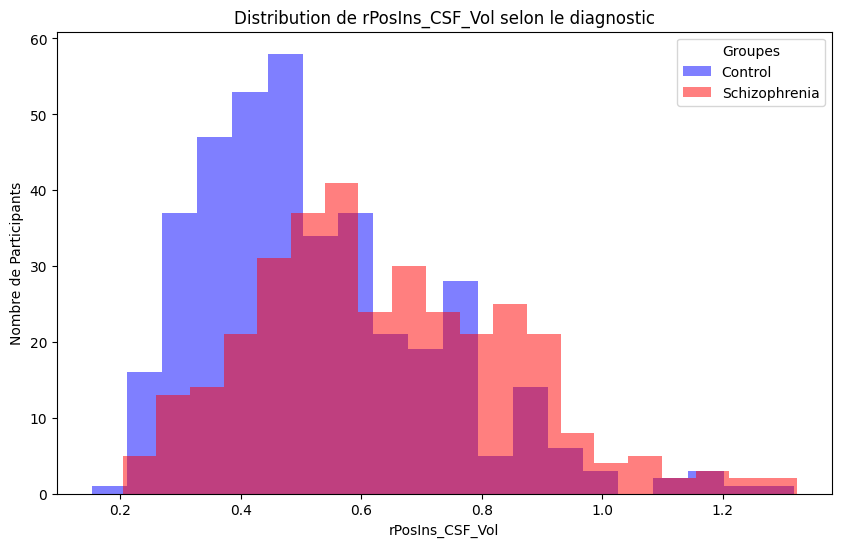 Distribution de rPosIns_CSF_Vol selon le diagnostic
Groupes
Control
Schizophrenia
Nombre de Participants
60
50
40
30
20
10
0
0.2 0.4 0.6 0.8 1.0 1.2
rPosIns_CSF_Vol